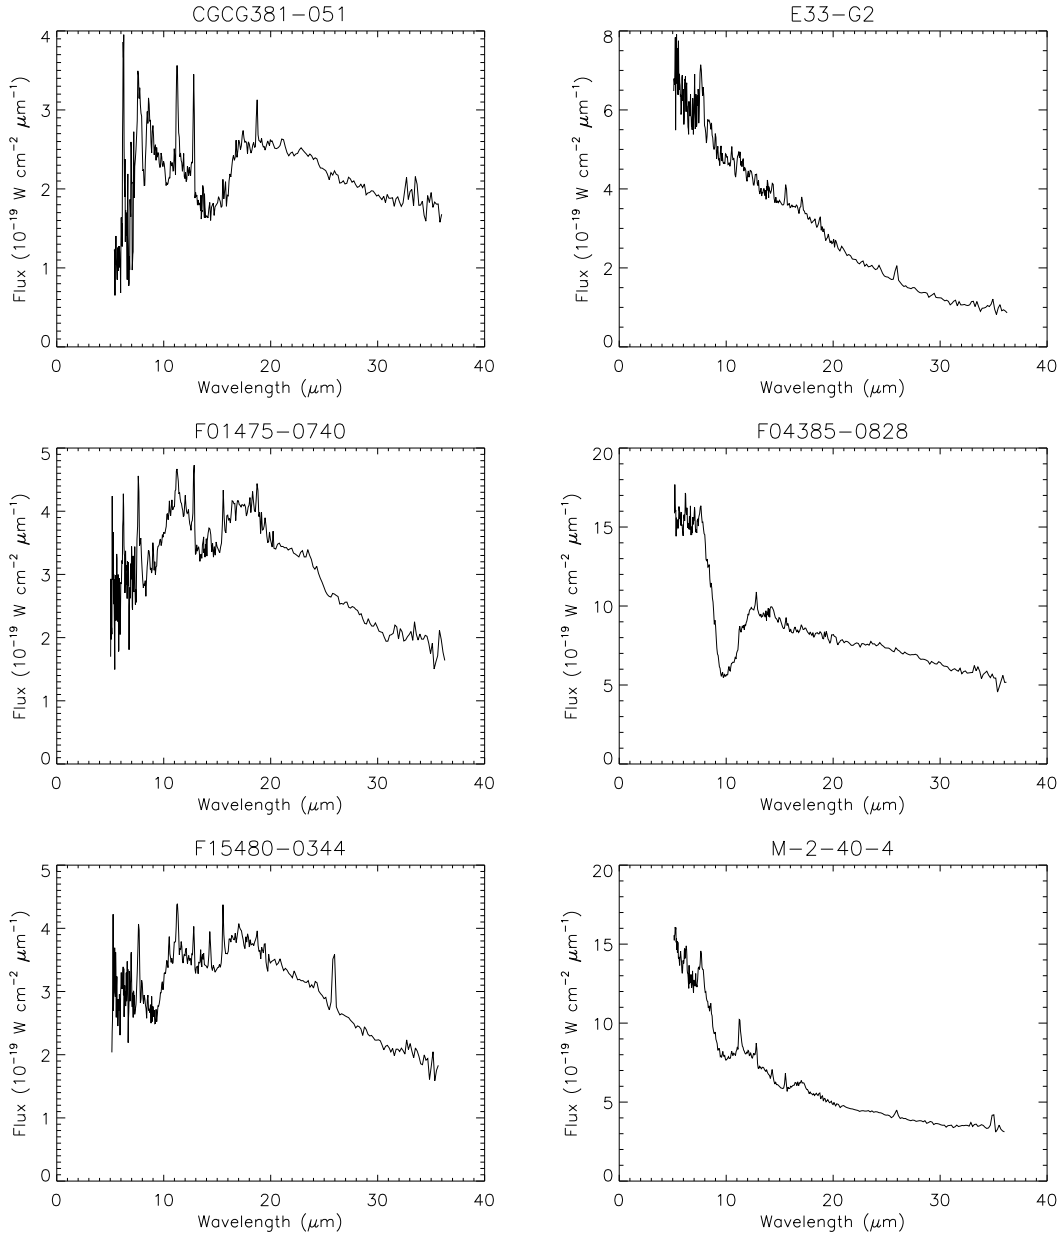 CGCG381−051
Flux (10⁻¹⁹ W cm⁻² μm⁻¹)
4
3
2
1
0
0 10 20 30 40
Wavelength (μm)
E33−G2
Flux (10⁻¹⁹ W cm⁻² μm⁻¹)
8
6
4
2
0
0 10 20 30 40
Wavelength (μm)
F01475−0740
Flux (10⁻¹⁹ W cm⁻² μm⁻¹)
5
4
3
2
1
0
0 10 20 30 40
Wavelength (μm)
F04385−0828
Flux (10⁻¹⁹ W cm⁻² μm⁻¹)
20
15
10
5
0
0 10 20 30 40
Wavelength (μm)
F15480−0344
Flux (10⁻¹⁹ W cm⁻² μm⁻¹)
5
4
3
2
1
0
0 10 20 30 40
Wavelength (μm)
M−2−40−4
Flux (10⁻¹⁹ W cm⁻² μm⁻¹)
20
15
10
5
0
0 10 20 30 40
Wavelength (μm)